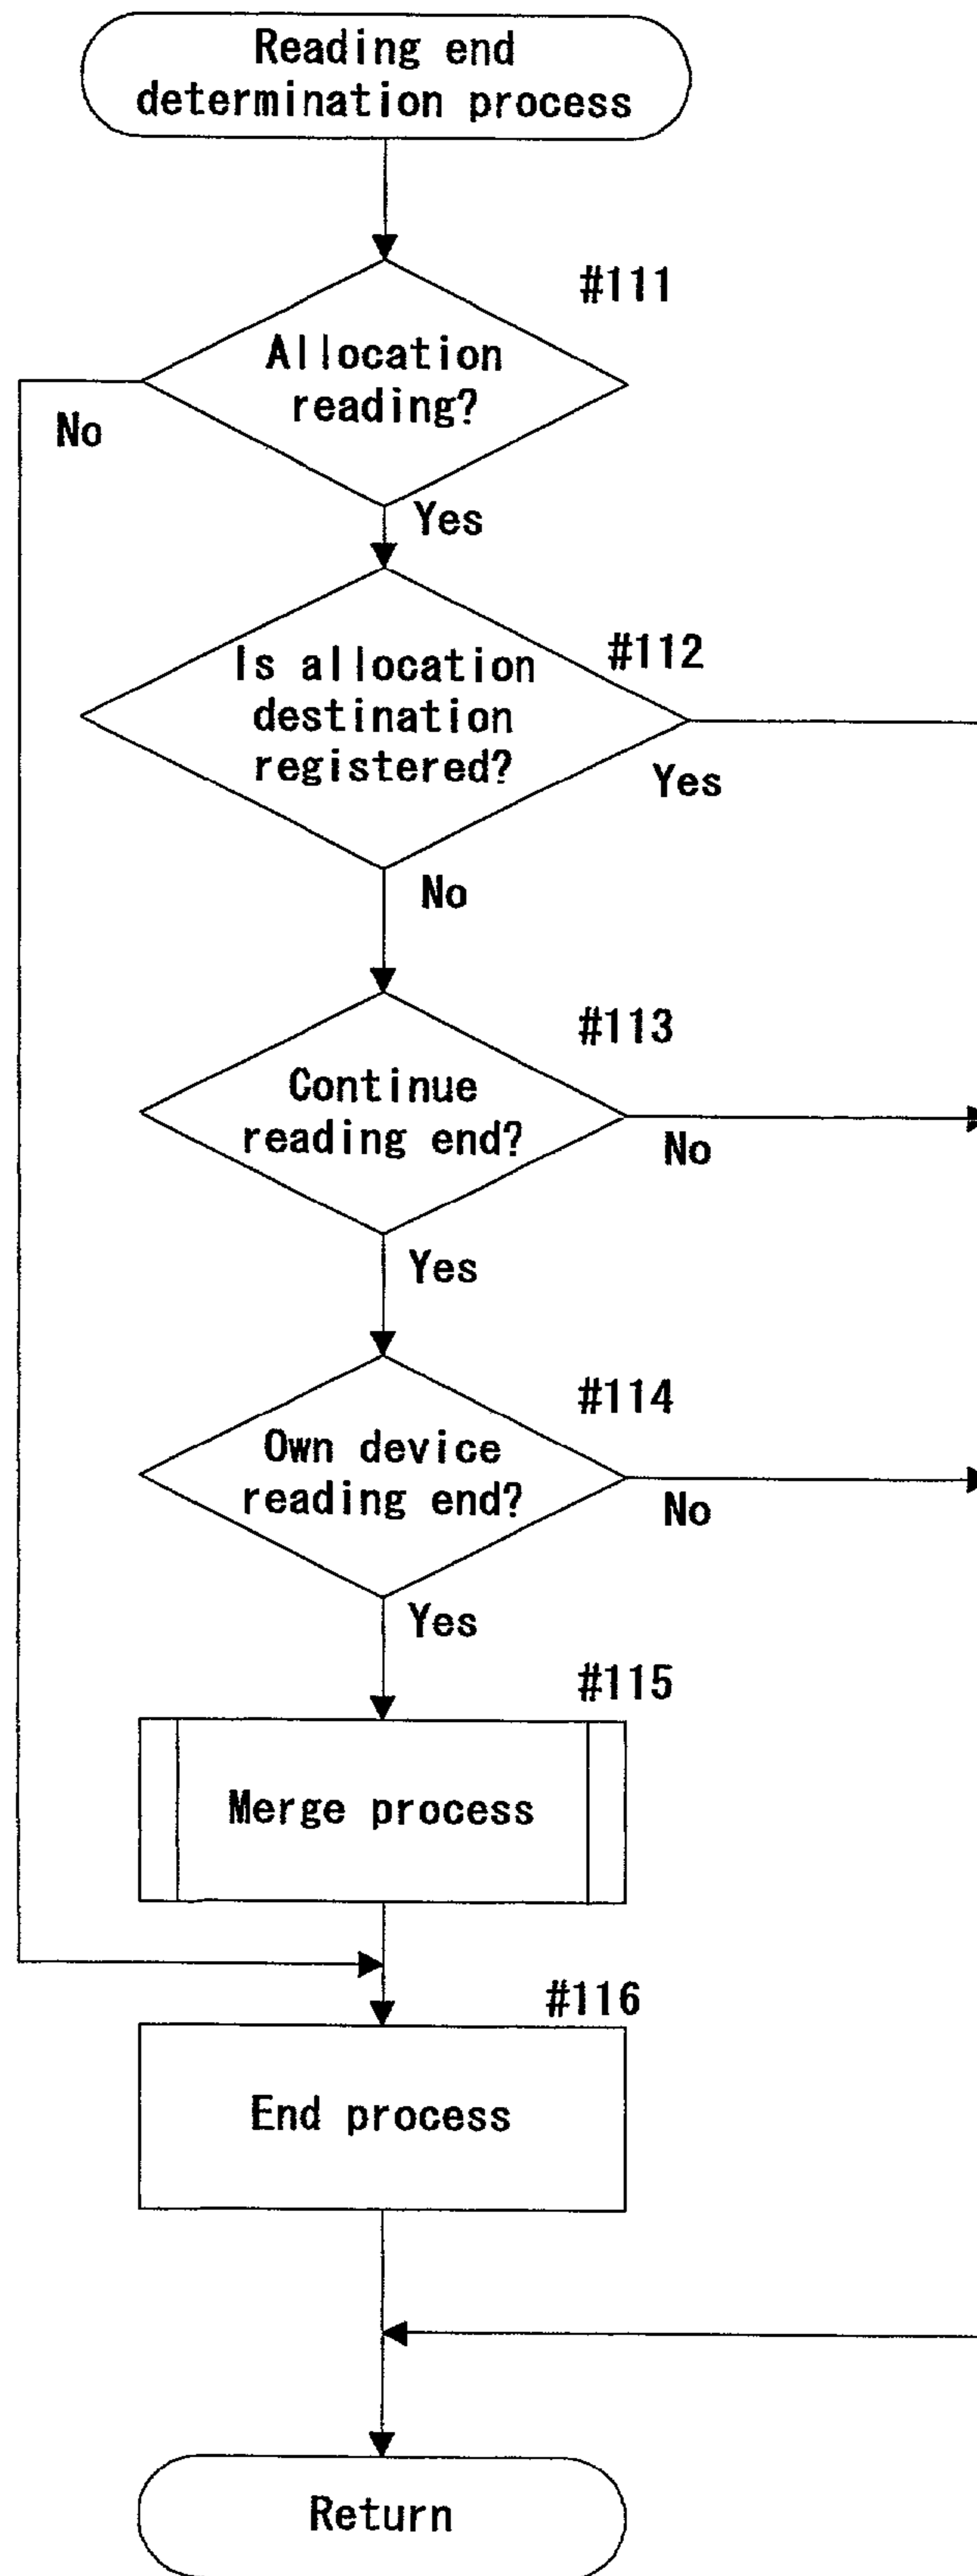 Reading end
determination process
#111
Allocation
reading?
No
Yes
#112
Is allocation
destination
registered?
Yes
No
#113
Continue
reading end?
No
Yes
#114
Own device
reading end?
No
Yes
#115
Merge process
#116
End process
Return